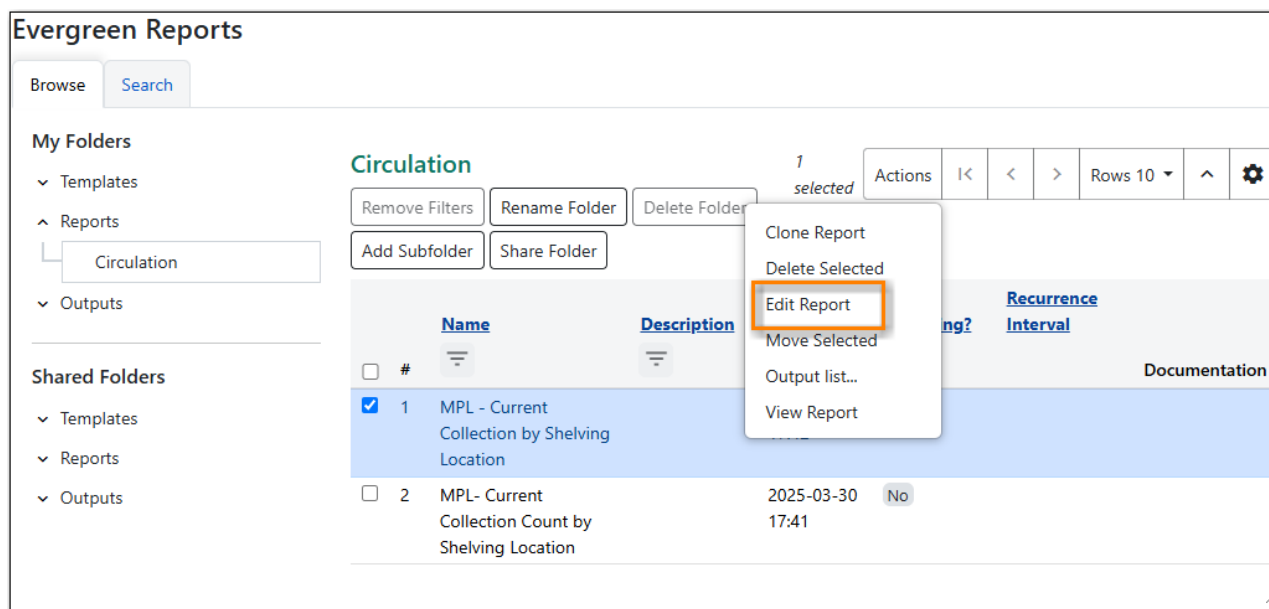 Evergreen Reports
Browse
Search
My Folders
Templates
Reports
Circulation
Outputs
Shared Folders
Templates
Reports
Outputs
Circulation
1
selected
Actions
Rows 10
Remove Filters
Rename Folder
Delete Folder
Add Subfolder
Share Folder
Clone Report
Delete Selected
Edit Report
Move Selected
Output list...
View Report
#
Name
Description
ng?
Recurrence
Interval
Documentation
1
MPL - Current
Collection by Shelving
Location
2
MPL- Current
Collection Count by
Shelving Location
2025-03-30
17:41
No